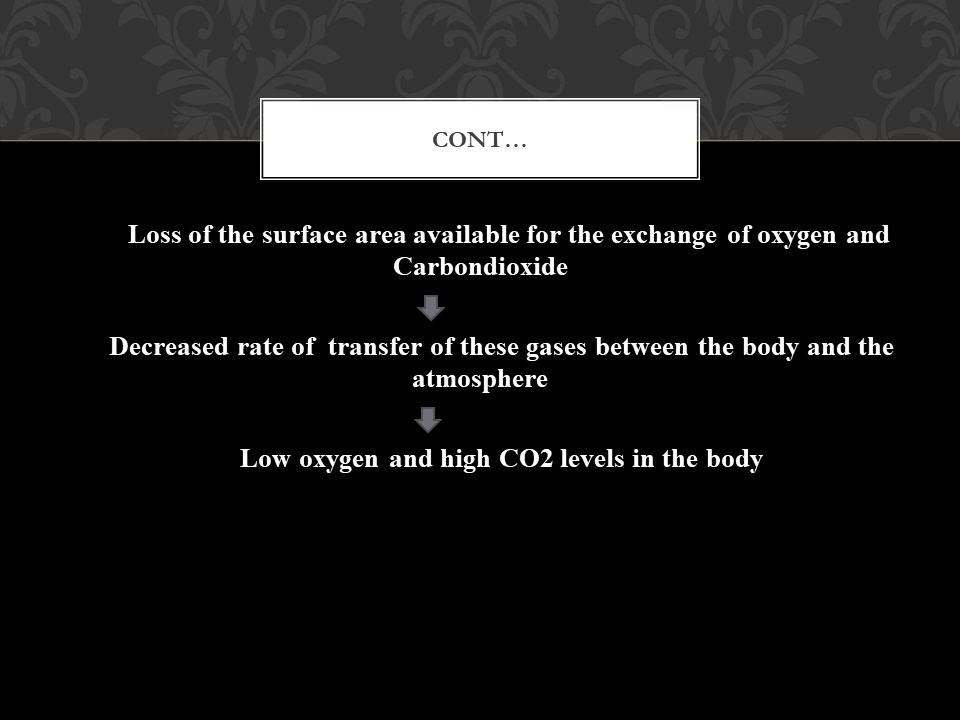 CONT…
Loss of the surface area available for the exchange of oxygen and
Carbondioxide
Decreased rate of  transfer of these gases between the body and the
atmosphere
Low oxygen and high CO2 levels in the body